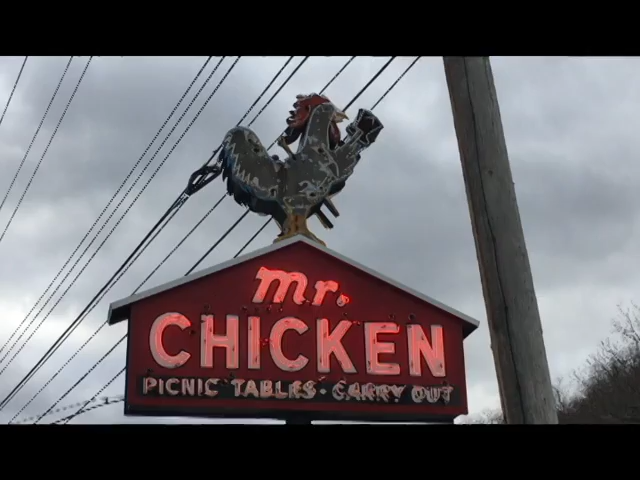 mr.
CHICKEN
PICNIC TABLES • CARRY OUT